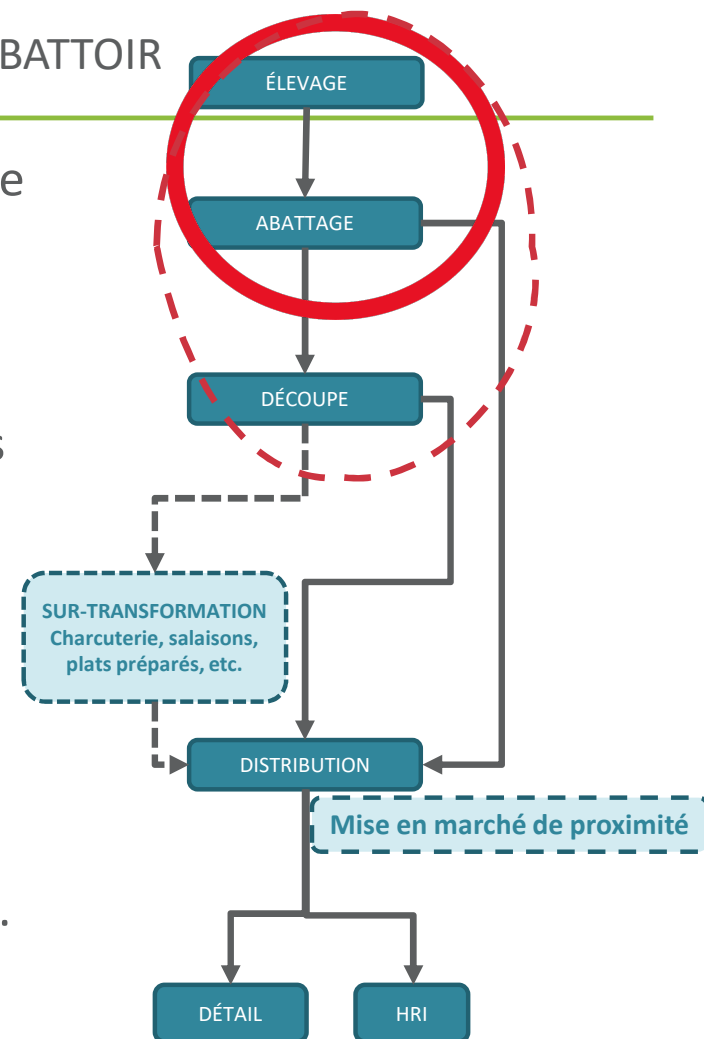 BATTOIR
ÉLEVAGE
e
ABATTAGE
DÉCOUPE
s
SUR-TRANSFORMATION
Charcuterie, salaisons,
plats préparés, etc.
DISTRIBUTION
Mise en marché de proximité
.
DÉTAIL
HRI